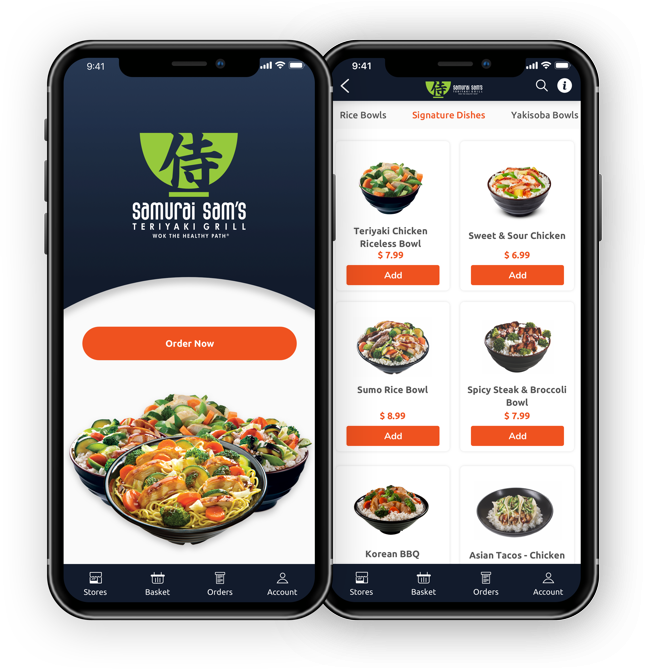 9:41
侍
Samurai Sam's
TERIYAKI GRILL
WOK THE HEALTHY PATH®
Order Now
Stores
Basket
Orders
Account
9:41
侍
Samurai Sam's
TERIYAKI GRILL
Rice Bowls
Signature Dishes
Yakisoba Bowls
Teriyaki Chicken
Riceless Bowl
$ 7.99
Add
Sweet & Sour Chicken
$ 6.99
Add
Sumo Rice Bowl
$ 8.99
Add
Spicy Steak & Broccoli
Bowl
$ 7.99
Add
Korean BBQ
Asian Tacos - Chicken
Stores
Basket
Orders
Account